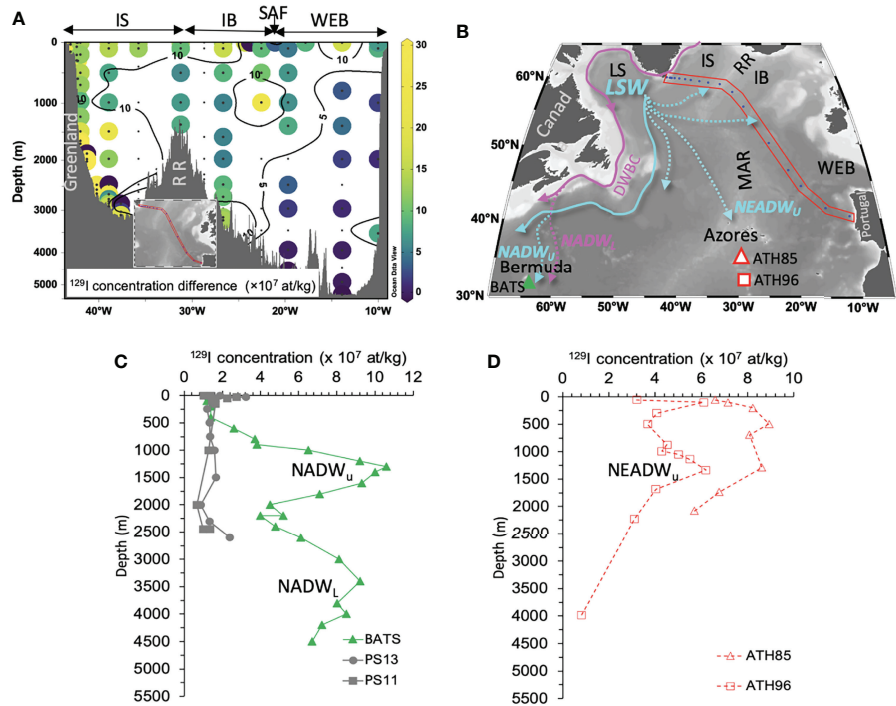 A
IS
IB
SAF
WEB
0
1000
2000
3000
4000
5000
Depth (m)
Greenland
R R
10
10
10
10
5
5
10
129I concentration difference (×10⁷ at/kg)
40°W
30°W
20°W
10°W
Ocean Data View
30
25
20
15
10
5
0
B
60°N
50°N
40°N
30°N
60°W
50°W
40°W
30°W
20°W
10°W
Canad
LS
LSW
IS
RR
IB
DWBC
MAR
WEB
Portugal
NEADWU
NADWU
NADW
Azores
Bermuda
BATS
ATH85
ATH96
C
¹²⁹I concentration (x 10⁷ at/kg)
0 2 4 6 8 10 12
0
500
1000
1500
2000
2500
3000
3500
4000
4500
5000
5500
Depth (m)
NADWu
NADWL
BATS
PS13
PS11
D
¹²⁹I concentration (x 10⁷ at/kg)
0 2 4 6 8 10
0
500
1000
1500
2000
2500
3000
3500
4000
4500
5000
5500
Depth (m)
NEADWu
ATH85
ATH96